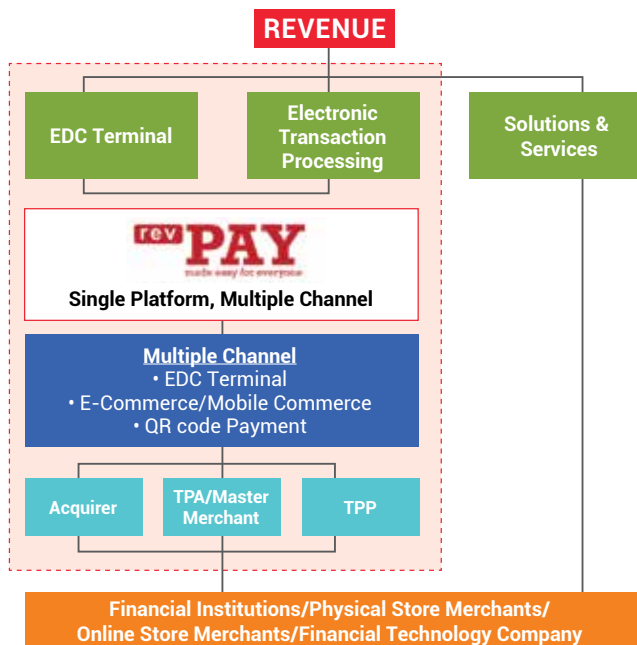 REVENUE
EDC Terminal
Electronic
Transaction
Processing
Solutions &
Services
rev PAY
made easy for everyone
Single Platform, Multiple Channel
Multiple Channel
• EDC Terminal
• E-Commerce/Mobile Commerce
• QR code Payment
Acquirer
TPA/Master
Merchant
TPP
Financial Institutions/Physical Store Merchants/
Online Store Merchants/Financial Technology Company